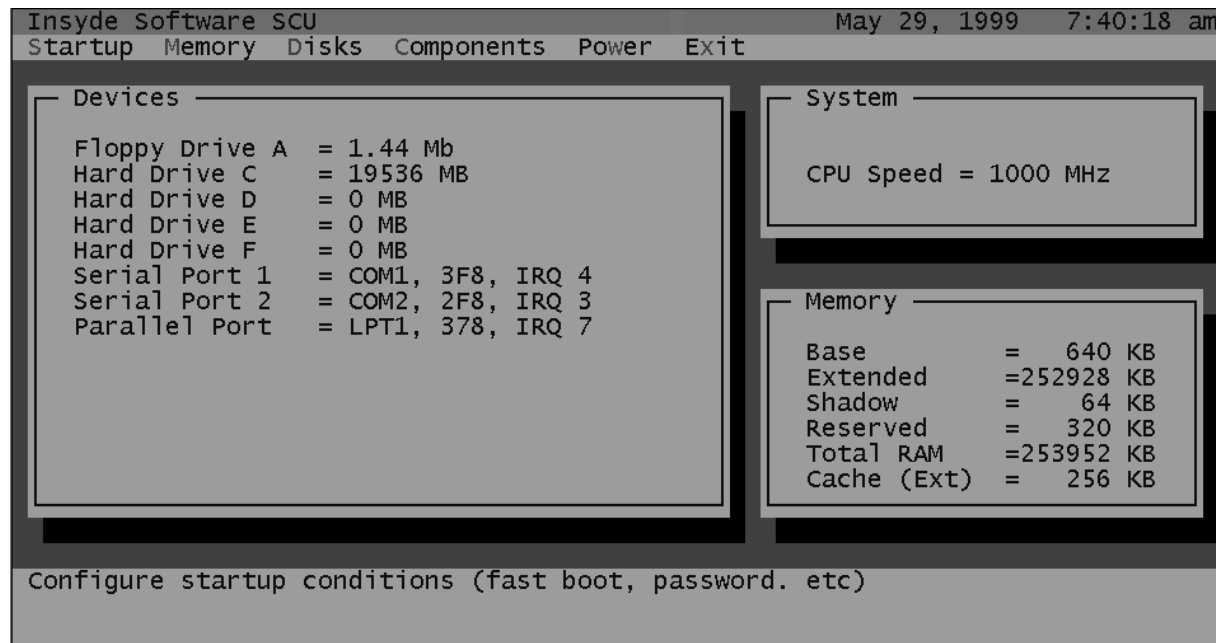 Insyde Software SCU May 29, 1999 7:40:18 am
Startup Memory Disks Components Power Exit
Devices
Floppy Drive A = 1.44 Mb
Hard Drive C = 19536 MB
Hard Drive D = 0 MB
Hard Drive E = 0 MB
Hard Drive F = 0 MB
Serial Port 1 = COM1, 3F8, IRQ 4
Serial Port 2 = COM2, 2F8, IRQ 3
Parallel Port = LPT1, 378, IRQ 7
System
CPU Speed = 1000 MHz
Memory
Base = 640 KB
Extended =252928 KB
Shadow = 64 KB
Reserved = 320 KB
Total RAM =253952 KB
Cache (Ext) = 256 KB
Configure startup conditions (fast boot, password. etc)